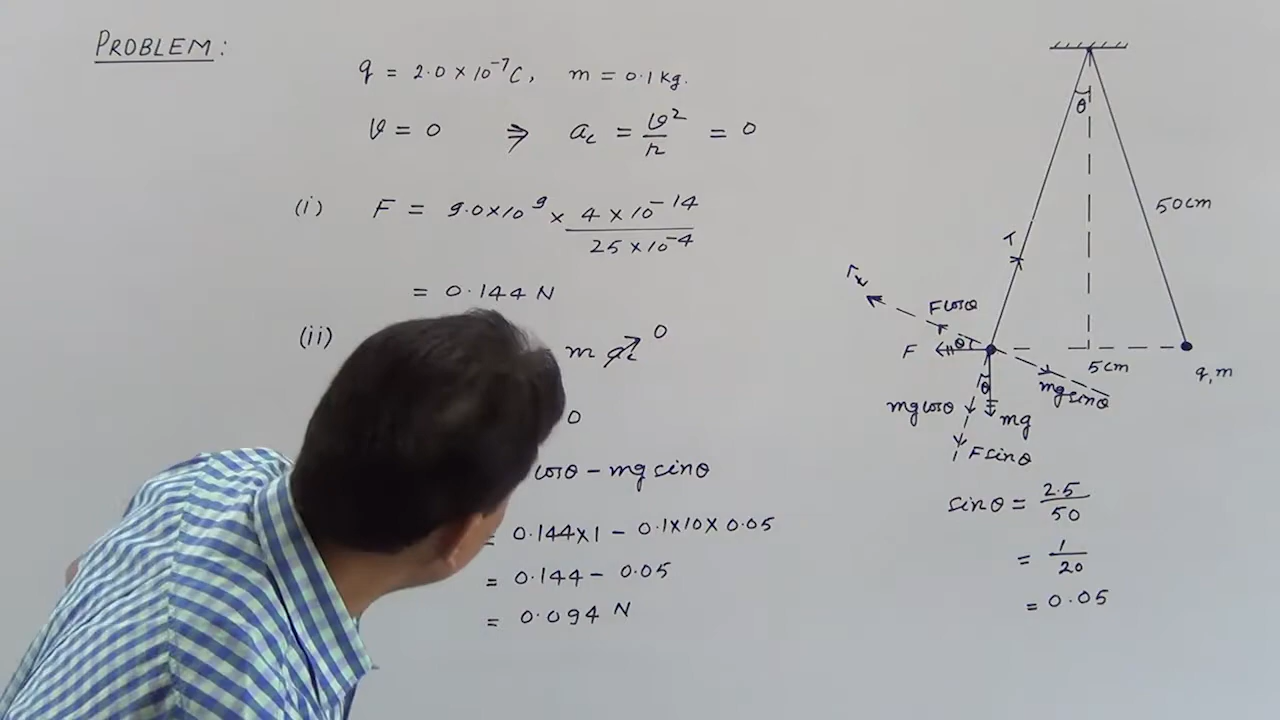 PROBLEM:
q = 2.0 × 10⁻⁷ C, m = 0.1 kg.
v = 0 ⇒ a_c = v²/r = 0
(i) F = 9.0 × 10⁹ × (4 × 10⁻¹⁴)/(25 × 10⁻⁴)
= 0.144 N
(ii) m a_c 0
0
cosθ − mg sinθ
= 0.144 × 1 − 0.1 × 10 × 0.05
= 0.144 − 0.05
= 0.094 N
θ
50cm
T
F cosθ
F
θ
5cm
q, m
θ
mg cosθ
mg
mg sinθ
F sinθ
sinθ = 2.5/50
= 1/20
= 0.05